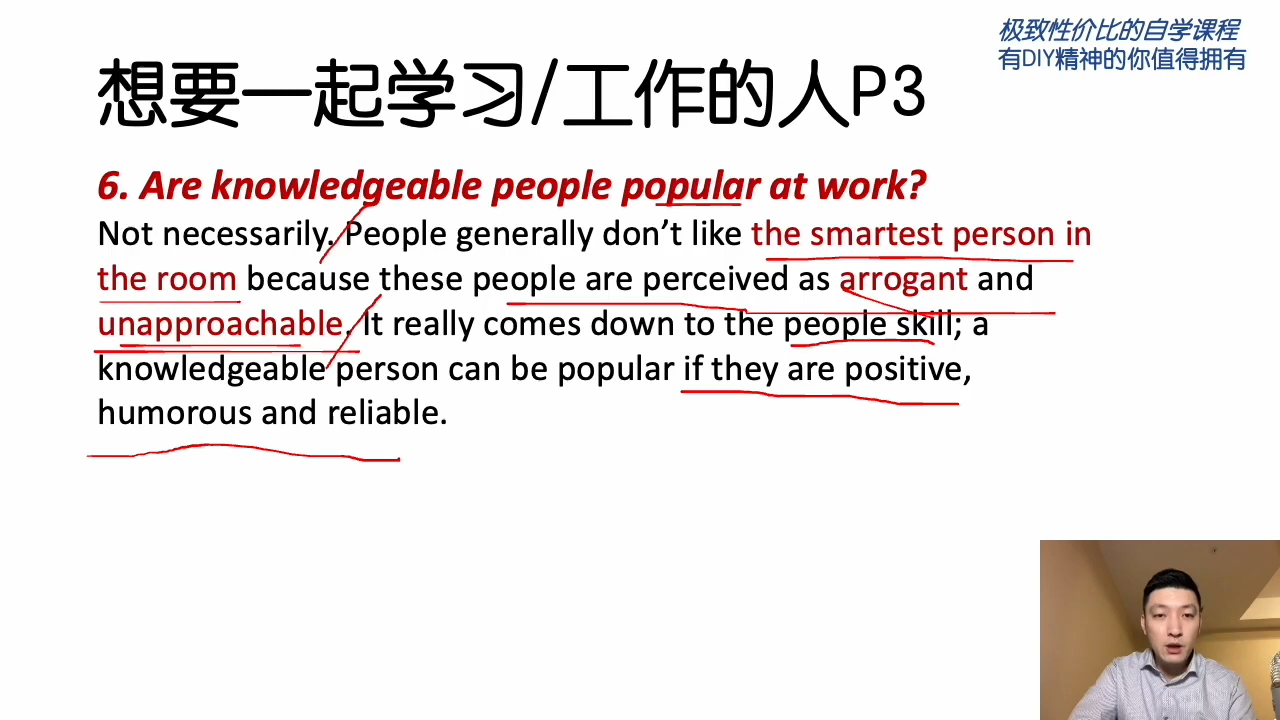 极致性价比的自学课程
有DIY精神的你值得拥有
想要一起学习/工作的人P3
6. Are knowledgeable people popular at work?
Not necessarily. People generally don't like the smartest person in
the room because these people are perceived as arrogant and
unapproachable. It really comes down to the people skill; a
knowledgeable person can be popular if they are positive,
humorous and reliable.